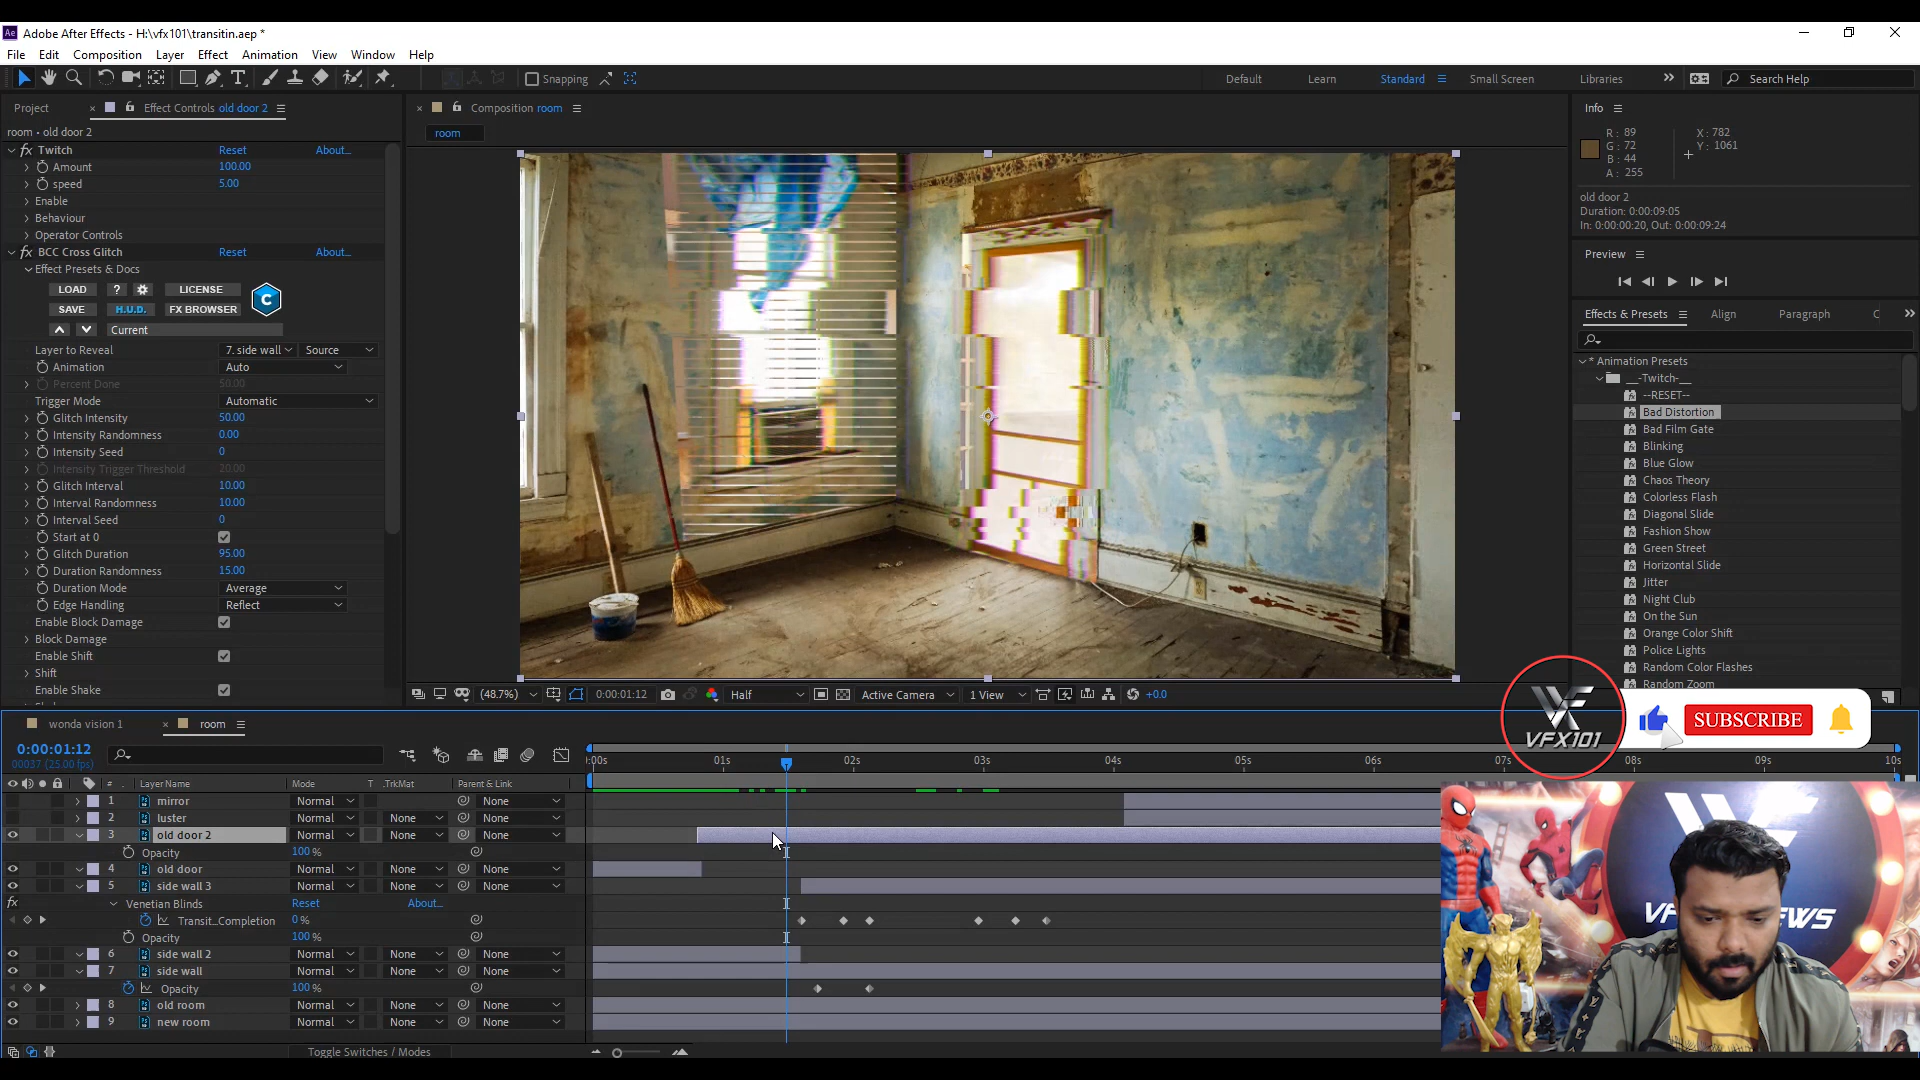 Ae Adobe After Effects - H:\vfx101\transitin.aep *
File Edit Composition Layer Effect Animation View Window Help
Snapping Default Learn Standard Small Screen Libraries Search Help
Project Effect Controls old door 2
Composition room
Info
room • old door 2
room
R: 89
G: 72
B: 44
A: 255
X: 782
Y: 1061
old door 2
Duration: 0:00:09:05
In: 0:00:00:20, Out: 0:00:09:24
Preview
Effects & Presets Align Paragraph C
fx Twitch Reset About...
Amount 100.00
speed 5.00
Enable
Behaviour
Operator Controls
fx BCC Cross Glitch Reset About...
Effect Presets & Docs
LOAD ? LICENSE
SAVE H.U.D. FX BROWSER
C
Current
Layer to Reveal 7. side wall Source
Animation Auto
Percent Done 50.00
Trigger Mode Automatic
Glitch Intensity 50.00
Intensity Randomness 0.00
Intensity Seed 0
Intensity Trigger Threshold 20.00
Glitch Interval 10.00
Interval Randomness 10.00
Interval Seed 0
Start at 0
Glitch Duration 95.00
Duration Randomness 15.00
Duration Mode Average
Edge Handling Reflect
Enable Block Damage
Block Damage
Enable Shift
Shift
Enable Shake
* Animation Presets
__-Twitch-__
--RESET--
Bad Distortion
Bad Film Gate
Blinking
Blue Glow
Chaos Theory
Colorless Flash
Diagonal Slide
Fashion Show
Green Street
Horizontal Slide
Jitter
Night Club
On the Sun
Orange Color Shift
Police Lights
Random Color Flashes
Random Zoom
(48.7%) 0:00:01:12 Half Active Camera 1 View +0.0
VFX101
SUBSCRIBE
wonda vision 1 room
0:00:01:12
00037 (25.00 fps)
:00s 01s 02s 03s 04s 05s 06s 07s 08s 09s 10s
# Layer Name Mode T .TrkMat Parent & Link
1 mirror Normal None
2 luster Normal None None
3 old door 2 Normal None None
Opacity 100 %
4 old door Normal None None
5 side wall 3 Normal None None
fx Venetian Blinds Reset About...
Transit_Completion 0 %
Opacity 100 %
6 side wall 2 Normal None None
7 side wall Normal None None
Opacity 100 %
8 old room Normal None None
9 new room Normal None None
Toggle Switches / Modes